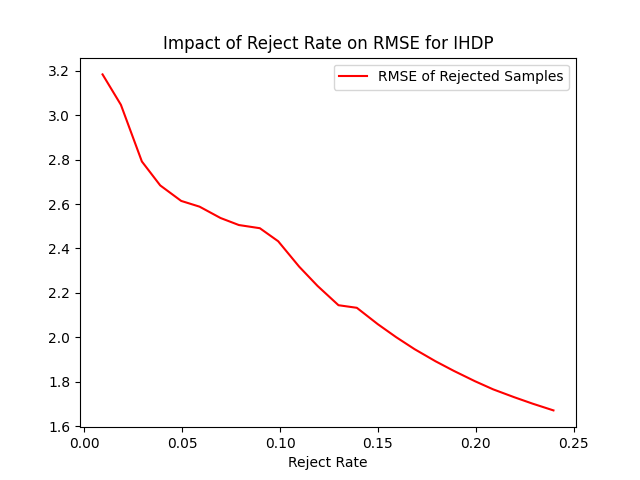 Impact of Reject Rate on RMSE for IHDP
RMSE of Rejected Samples
3.2
3.0
2.8
2.6
2.4
2.2
2.0
1.8
1.6
0.00 0.05 0.10 0.15 0.20 0.25
Reject Rate